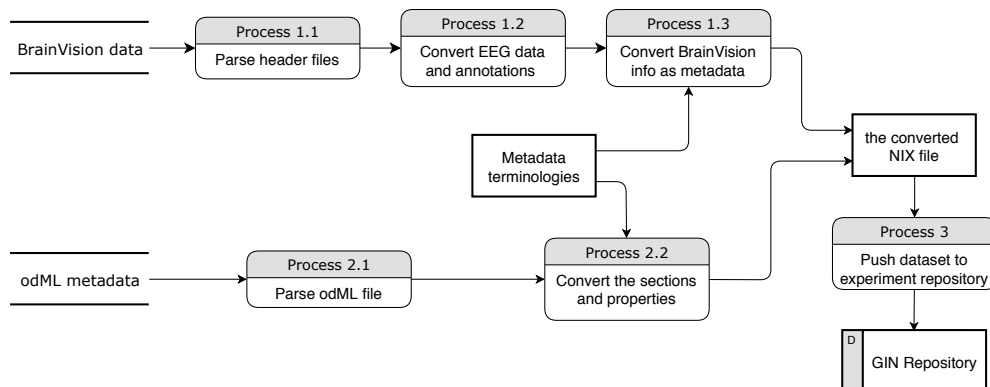 BrainVision data
Process 1.1
Parse header files
Process 1.2
Convert EEG data
and annotations
Process 1.3
Convert BrainVision
info as metadata
Metadata
terminologies
the converted
NIX file
odML metadata
Process 2.1
Parse odML file
Process 2.2
Convert the sections
and properties
Process 3
Push dataset to
experiment repository
D
GIN Repository